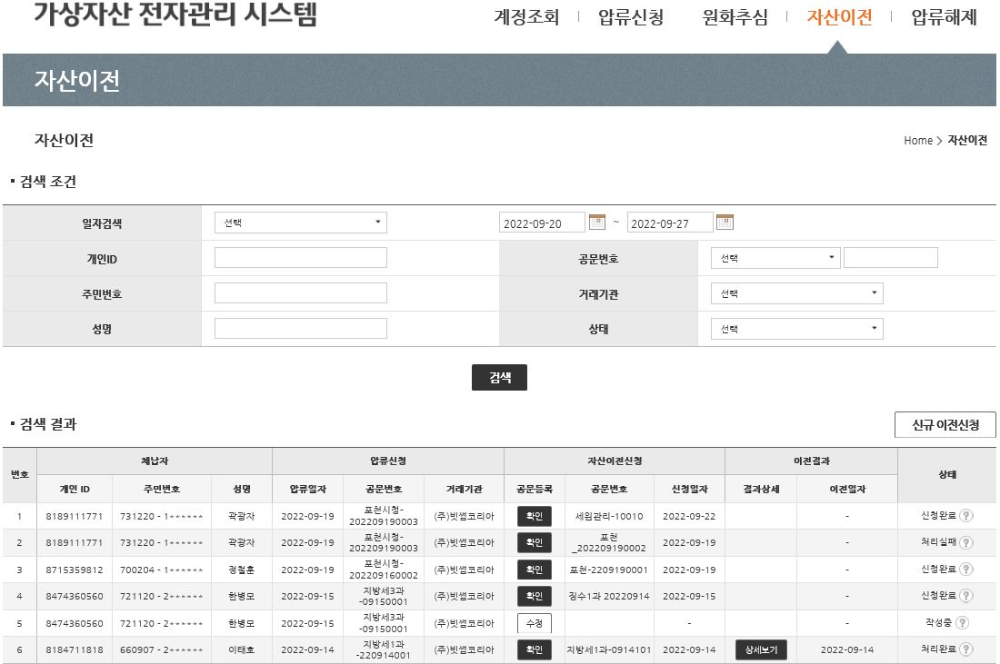 가상자산 전자관리 시스템
계정조회 | 압류신청 원화추심 | 자산이전 | 압류해제
자산이전
자산이전
Home > 자산이전
검색 조건
일자검색 선택 2022-09-20 ~ 2022-09-27
개인ID 공문번호 선택
주민번호 거래기관 선택
성명 상태 선택
검색
검색 결과
신규 이전신청
번호 체납자 압류신청 자산이전신청 이전결과 상태
개인 ID 주민번호 성명 압류일자 공문번호 거래기관 공문등록 공문번호 신청일자 결과상세 이전일자
1 8189111771 731220 - 1****** 곽광자 2022-09-19 포천시청-202209190003 (주)빗썸코리아 확인 세원관리-10010 2022-09-22 - 신청완료 ?
2 8189111771 731220 - 1****** 곽광자 2022-09-19 포천시청-202209190003 (주)빗썸코리아 확인 포천_202209190002 2022-09-19 - 처리실패 ?
3 8715359812 700204 - 1****** 정철훈 2022-09-19 포천시청-202209160002 (주)빗썸코리아 확인 포천-2209190001 2022-09-19 - 신청완료 ?
4 8474360560 721120 - 2****** 한병모 2022-09-15 지방세3과-09150001 (주)빗썸코리아 확인 징수1과 20220914 2022-09-15 - 신청완료 ?
5 8474360560 721120 - 2****** 한병모 2022-09-15 지방세3과-09150001 (주)빗썸코리아 수정 - - 작성중 ?
6 8184711818 660907 - 2****** 이태호 2022-09-14 지방세1과-220914001 (주)빗썸코리아 확인 지방세1과-0914101 2022-09-14 상세보기 2022-09-14 처리완료 ?